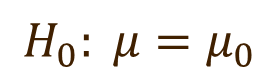 H₀: μ = μ₀